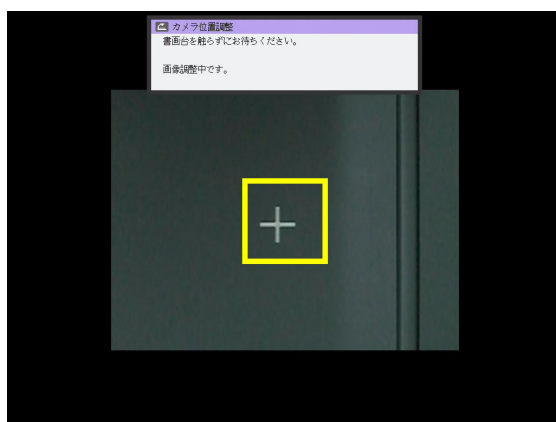 カメラ位置調整
書画台を触らずにお待ちください。
画像調整中です。